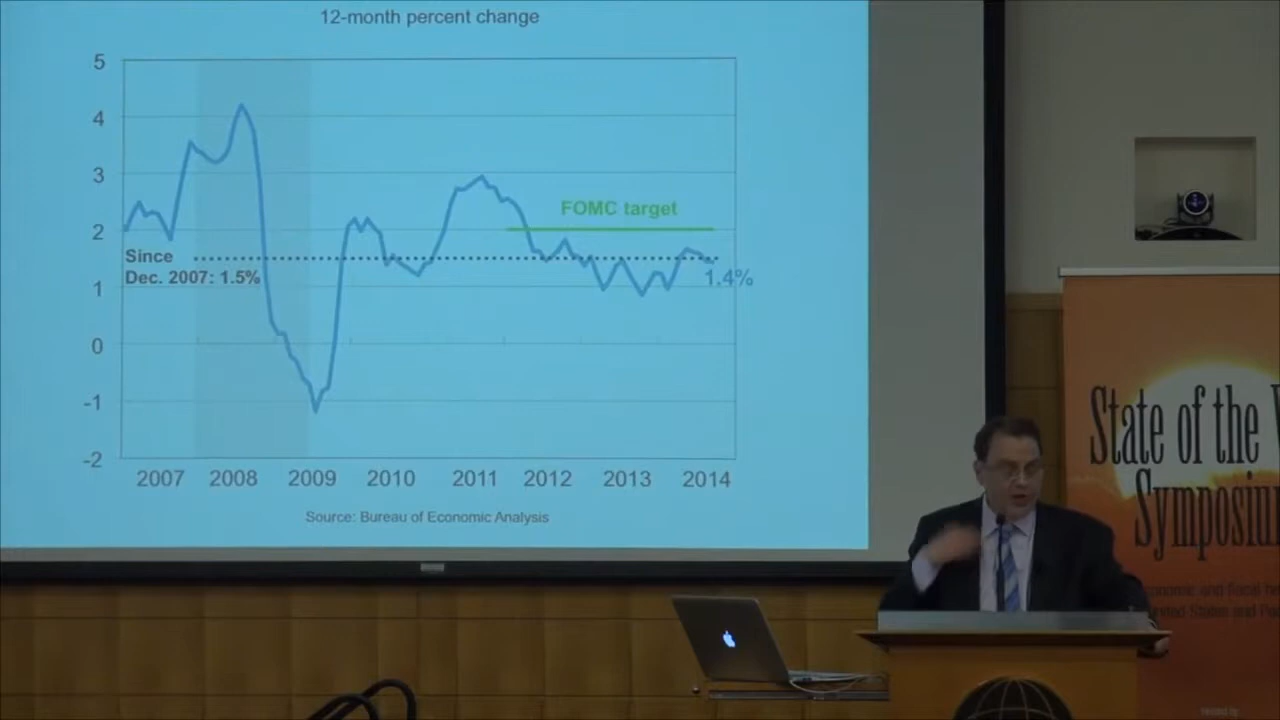 12-month percent change
5
4
3
FOMC target
2
Since
Dec. 2007: 1.5%
1.4%
1
0
-1
-2
2007 2008 2009 2010 2011 2012 2013 2014
Source: Bureau of Economic Analysis
State of the
Symposium